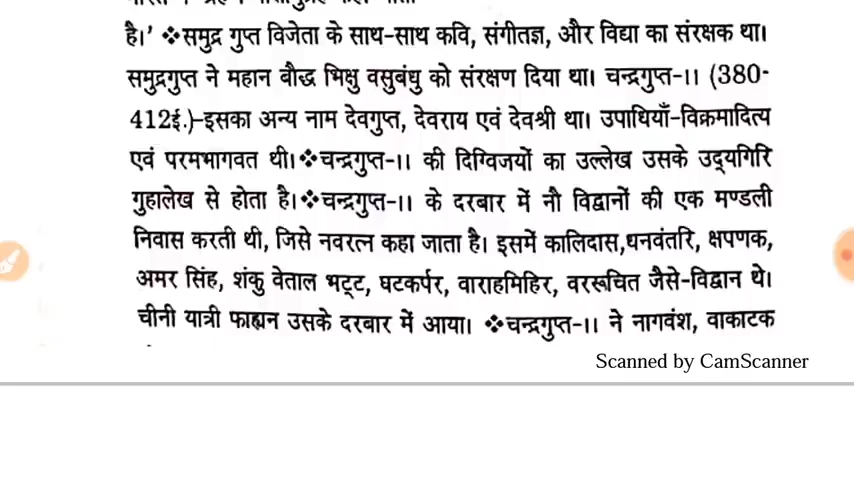 है।' ❖समुद्र गुप्त विजेता के साथ-साथ कवि, संगीतज्ञ, और विद्या का संरक्षक था।
समुद्रगुप्त ने महान बौद्ध भिक्षु वसुबंधु को संरक्षण दिया था। चन्द्रगुप्त-।। (380-
412ई.)-इसका अन्य नाम देवगुप्त, देवराय एवं देवश्री था। उपाधियाँ-विक्रमादित्य
एवं परमभागवत थी।❖चन्द्रगुप्त-।। की दिग्विजयों का उल्लेख उसके उद्‌यगिरि
गुहालेख से होता है।❖चन्द्रगुप्त-।। के दरबार में नौ विद्वानों की एक मण्डली
निवास करती थी, जिसे नवरत्न कहा जाता है। इसमें कालिदास,धनवंतरि, क्षपणक,
अमर सिंह, शंकु वेताल भट्‌ट, घटकर्पर, वाराहमिहिर, वररूचित जैसे-विद्वान थे।
चीनी यात्री फाह्यन उसके दरबार में आया। ❖चन्द्रगुप्त-।। ने नागवंश, वाकाटक
Scanned by CamScanner